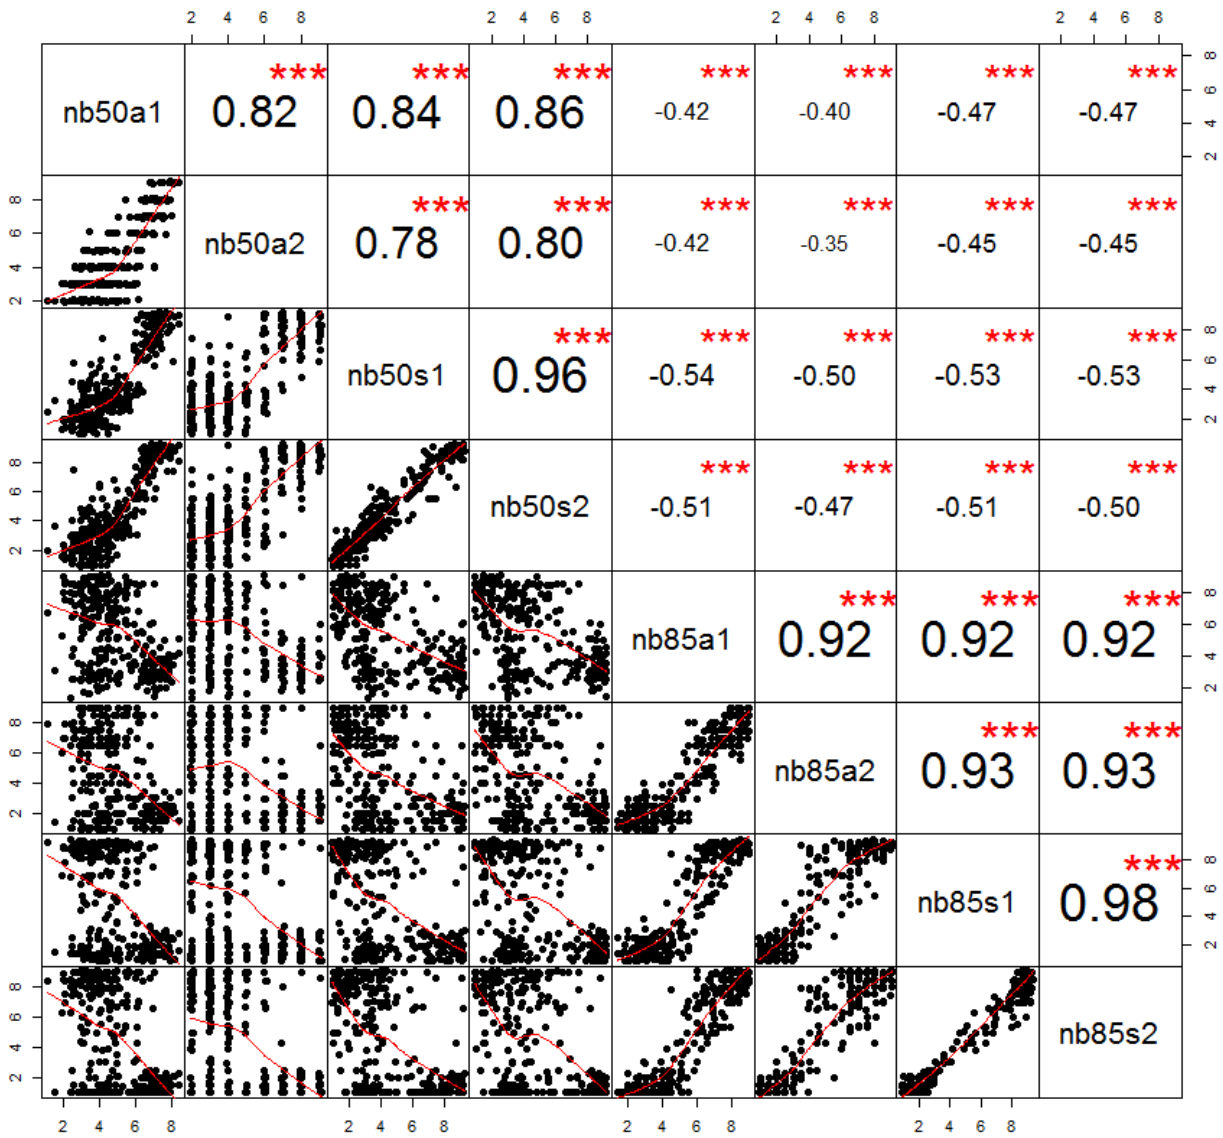 2 4 6 8 2 4 6 8 2 4 6 8 2 4 6 8
nb50a1 0.82 *** 0.84 *** 0.86 *** -0.42 *** -0.40 *** -0.47 *** -0.47 *** 8 6 4 2
8 6 4 2 nb50a2 0.78 *** 0.80 *** -0.42 *** -0.35 *** -0.45 *** -0.45 ***
nb50s1 0.96 *** -0.54 *** -0.50 *** -0.53 *** -0.53 *** 8 6 4 2
8 6 4 2 nb50s2 -0.51 *** -0.47 *** -0.51 *** -0.50 ***
nb85a1 0.92 *** 0.92 *** 0.92 *** 8 6 4 2
8 6 4 2 nb85a2 0.93 *** 0.93 ***
nb85s1 0.98 *** 8 6 4 2
8 6 4 2 nb85s2
2 4 6 8 2 4 6 8 2 4 6 8 2 4 6 8